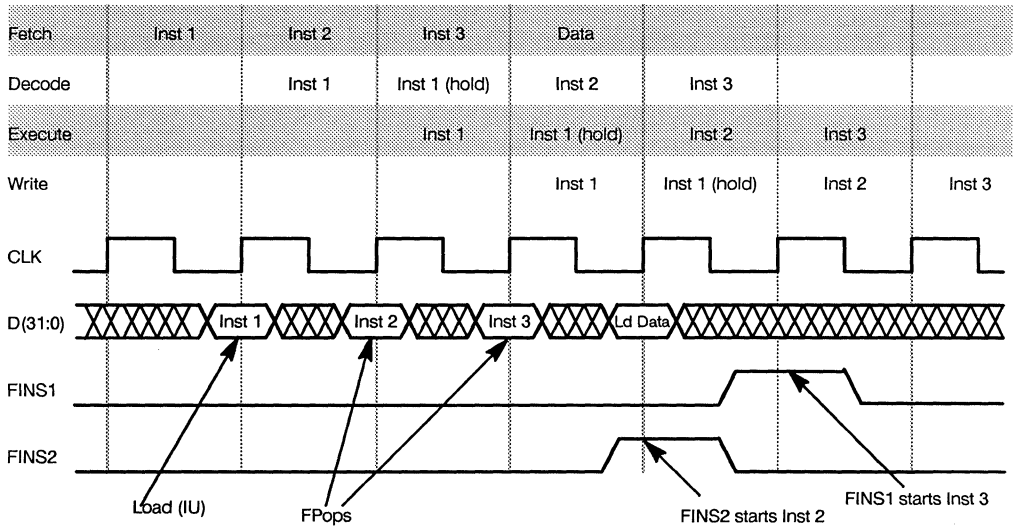 Fetch Inst 1 Inst 2 Inst 3 Data
Decode Inst 1 Inst 1 (hold) Inst 2 Inst 3
Execute Inst 1 Inst 1 (hold) Inst 2 Inst 3
Write Inst 1 Inst 1 (hold) Inst 2 Inst 3
CLK
D(31:0) Inst 1 Inst 2 Inst 3 Ld Data
FINS1
FINS2
Load (IU) FPops FINS2 starts Inst 2 FINS1 starts Inst 3